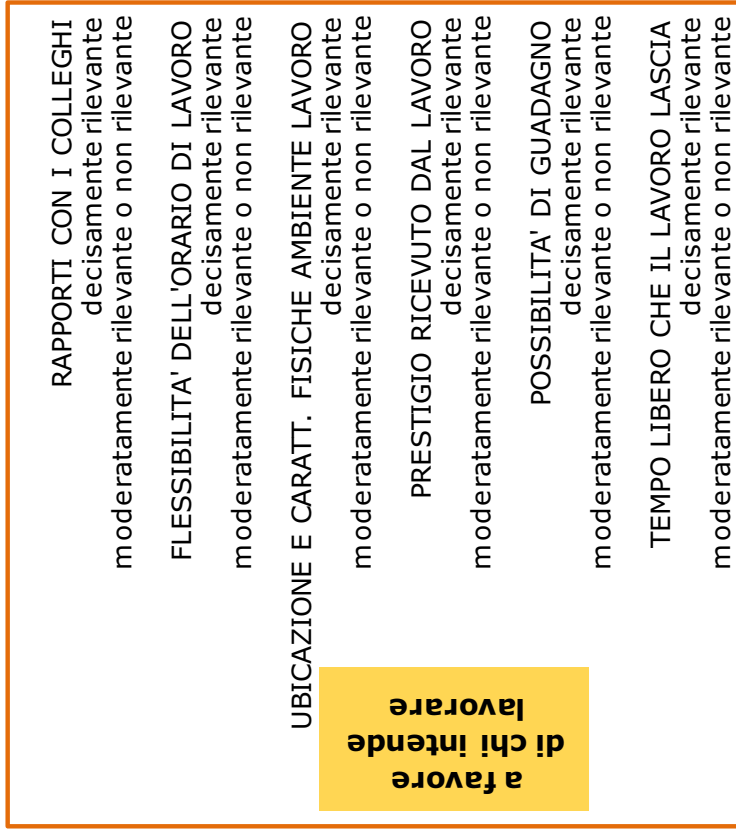 RAPPORTI CON I COLLEGHI
decisamente rilevante
moderatamente rilevante o non rilevante
FLESSIBILITA' DELL'ORARIO DI LAVORO
decisamente rilevante
moderatamente rilevante o non rilevante
UBICAZIONE E CARATT. FISICHE AMBIENTE LAVORO
decisamente rilevante
moderatamente rilevante o non rilevante
PRESTIGIO RICEVUTO DAL LAVORO
decisamente rilevante
moderatamente rilevante o non rilevante
POSSIBILITA' DI GUADAGNO
decisamente rilevante
moderatamente rilevante o non rilevante
TEMPO LIBERO CHE IL LAVORO LASCIA
decisamente rilevante
moderatamente rilevante o non rilevante
a favore
di chi intende
lavorare